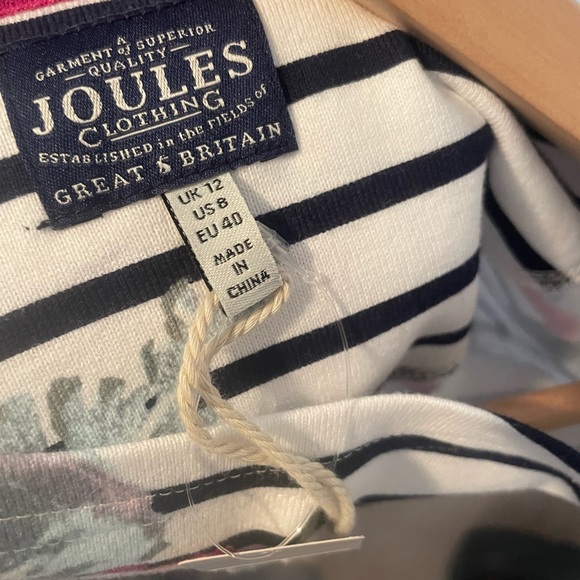 A
GARMENT of SUPERIOR
QUALITY
JOULES
CLOTHING
ESTABLISHED in the FIELDS of
GREAT BRITAIN
UK 12
US 8
EU 40
MADE
IN
CHINA